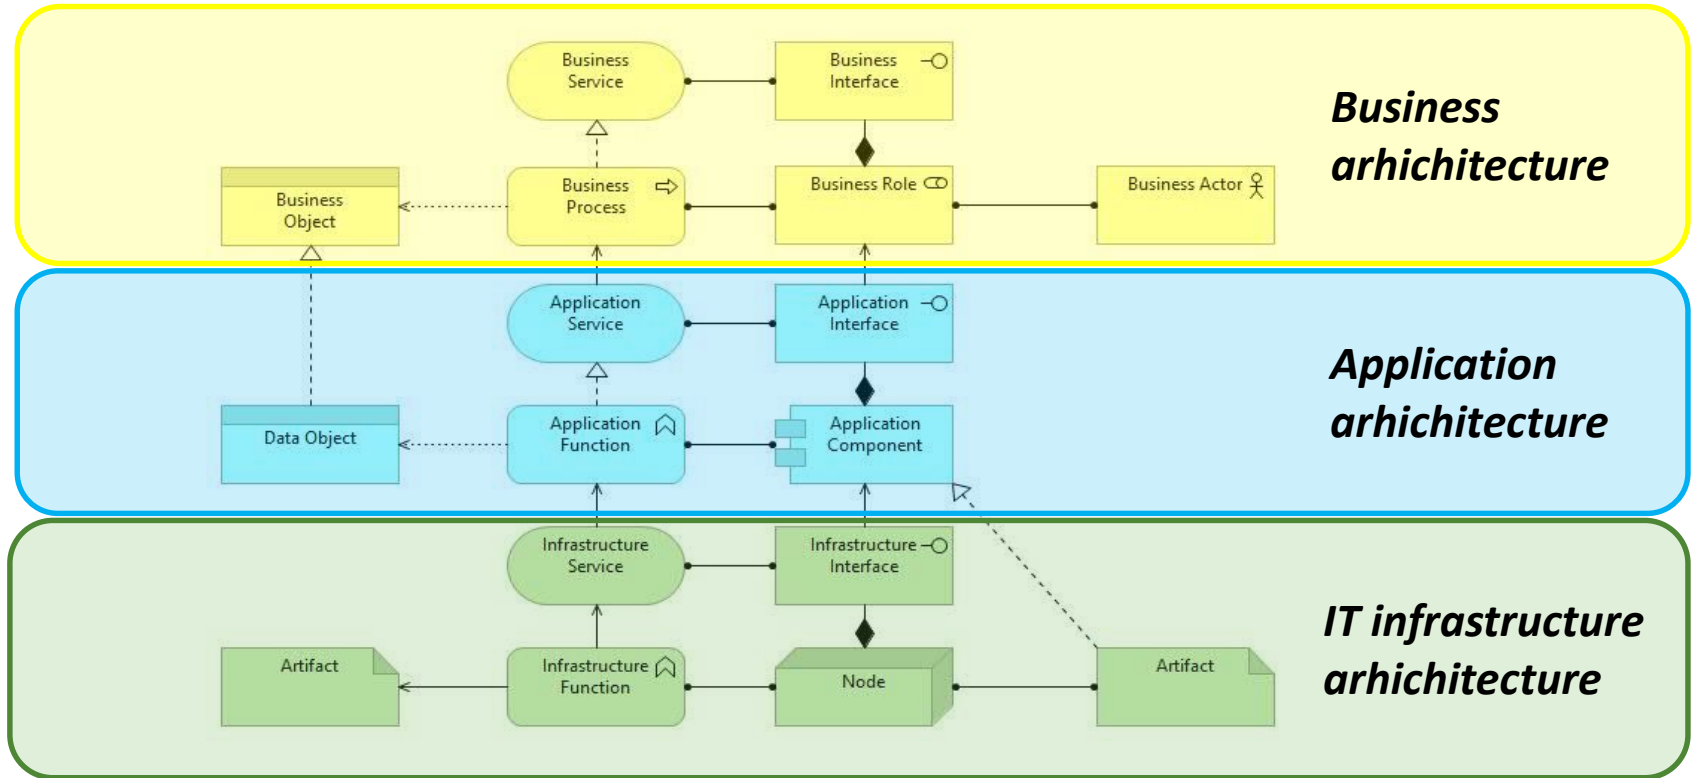 Business
Service
Business
Interface
Business
arhichitecture
Business
Object
Business
Process
Business Role
Business Actor
Application
Service
Application
Interface
Application
arhichitecture
Data Object
Application
Function
Application
Component
Infrastructure
Service
Infrastructure
Interface
IT infrastructure
arhichitecture
Artifact
Infrastructure
Function
Node
Artifact